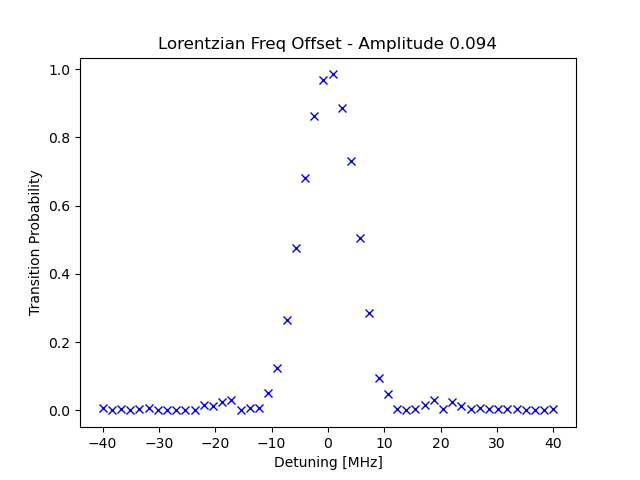 Lorentzian Freq Offset - Amplitude 0.094
1.0
0.8
0.6
0.4
0.2
0.0
Transition Probability
−40 −30 −20 −10 0 10 20 30 40
Detuning [MHz]